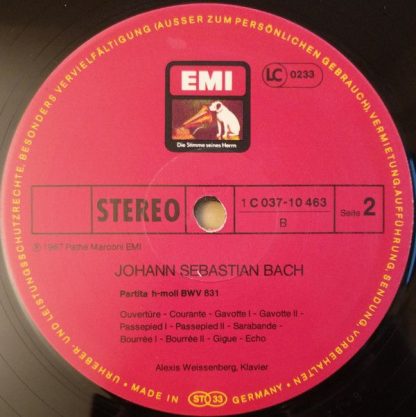 URHEBER- UND LEISTUNGSSCHUTZRECHTE, BESONDERS VERVIELFÄLTIGUNG (AUSSER ZUM PERSÖNLICHEN GEBRAUCH), VERMIETUNG, AUFFÜHRUNG, SENDUNG, VORBEHALTEN
EMI
LC 0233
Die Stimme seines Herrn
STEREO
1 C 037-10 463
B
Seite 2
℗ 1967 Pathé Marconi EMI
JOHANN SEBASTIAN BACH
Partita h-moll BWV 831
Ouvertüre - Courante - Gavotte I - Gavotte II -
Passepied I - Passepied II - Sarabande -
Bourrée I - Bourrée II - Gigue - Echo
Alexis Weissenberg, Klavier
• MADE IN STO 33 GERMANY •